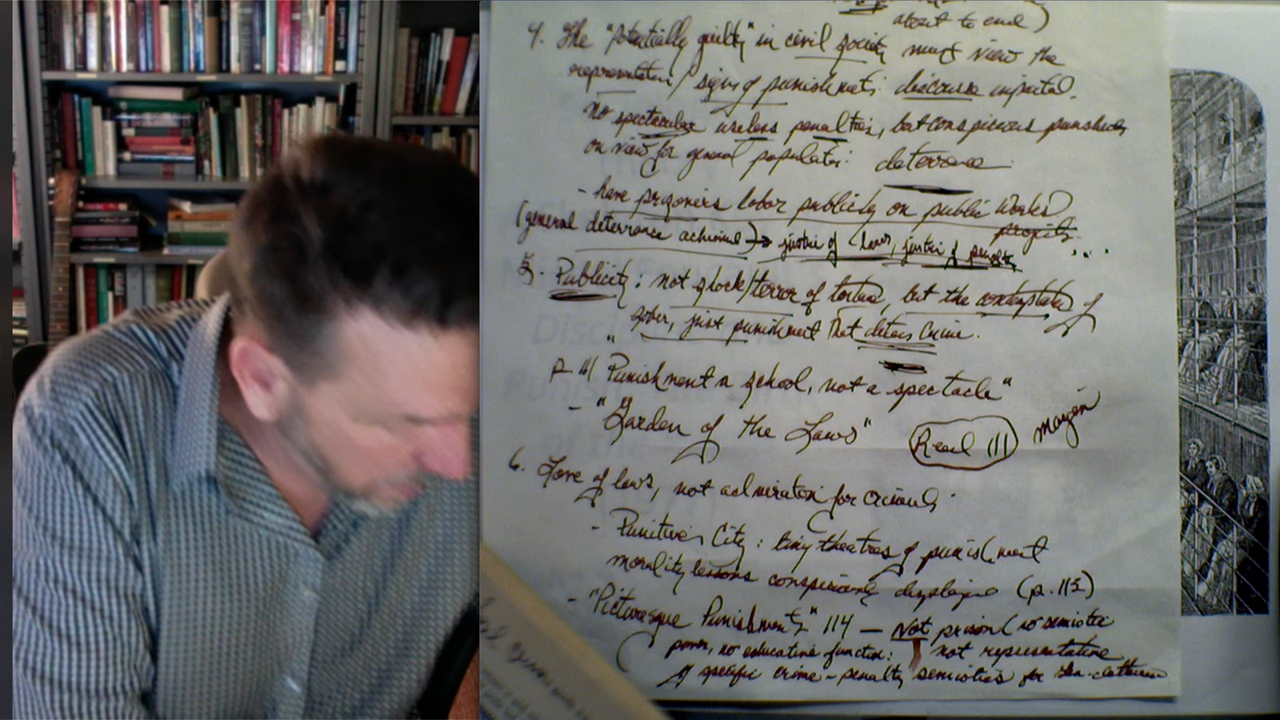 about to end)
4. The "potentially guilty" in civil society must view the
representation / signs of punishment: discourse imparted.
no spectacular useless penalties, but conspicuous punishments
on view for general population: deterrence
- have prisoners labor publicly on public works projects
(general deterrence achieved) → justice of laws, justice of penalty ...
5. Publicity: not shock/terror of torture, but the contemplation of
sober, just punishment that deters crime.
p. 111 "Punishment a school, not a spectacle"
- "Garden of the Laws" Read 111 margin
6. Love of laws, not admiration for criminals
- Punitive City: tiny theatres of punishment
morality lessons conspicuously displayed (p. 113)
- "Picturesque Punishments" 114 — Not prison (no semiotic
power, no educative function: not representative
of specific crime - penalty semiotics for